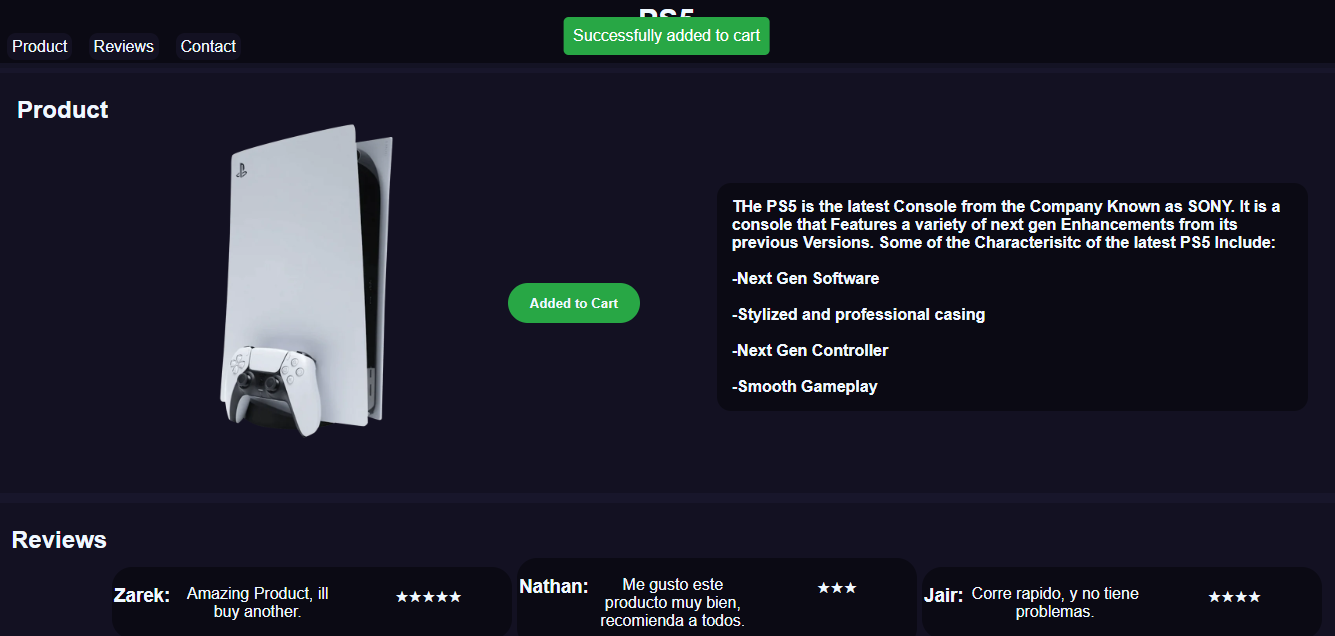 PS5
Successfully added to cart
Product
Reviews
Contact
Product
THe PS5 is the latest Console from the Company Known as SONY. It is a
console that Features a variety of next gen Enhancements from its
previous Versions. Some of the Characterisitc of the latest PS5 Include:
-Next Gen Software
-Stylized and professional casing
-Next Gen Controller
-Smooth Gameplay
Added to Cart
Reviews
Zarek:
Amazing Product, ill
buy another.
★★★★★
Nathan:
Me gusto este
producto muy bien,
recomienda a todos.
★★★
Jair:
Corre rapido, y no tiene
problemas.
★★★★